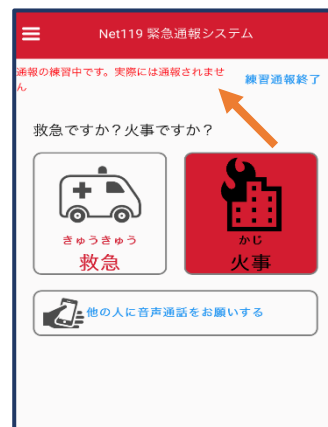 Net119 緊急通報システム
通報の練習中です。実際には通報されませ
ん
練習通報終了
救急ですか？火事ですか？
きゅうきゅう
救急
かじ
火事
他の人に音声通話をお願いする